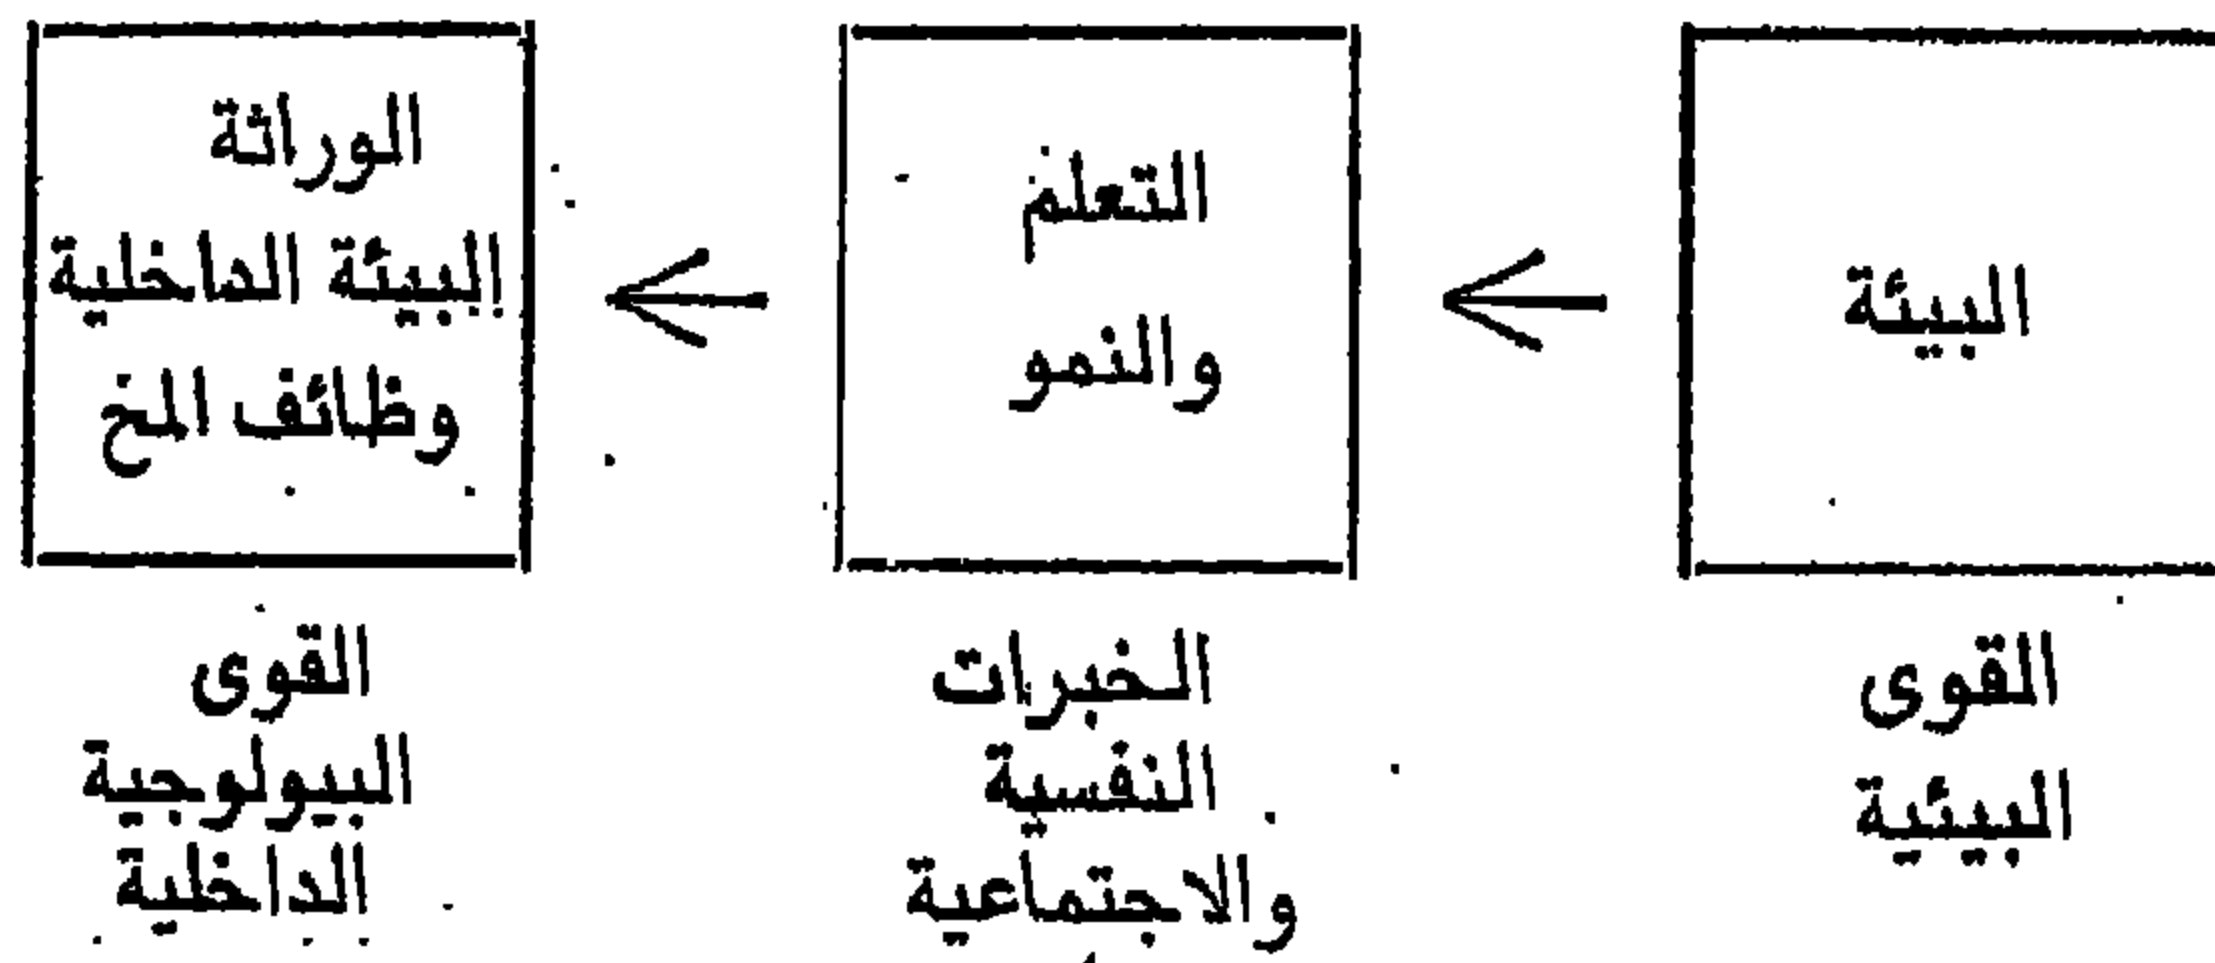 البيئة
القوى
البيئية
التعلم
والنمو
الخبرات
النفسية
والاجتماعية
الوراثة
البيئة الداخلية
وظائف المخ
القوى
البيولوجية
الداخلية